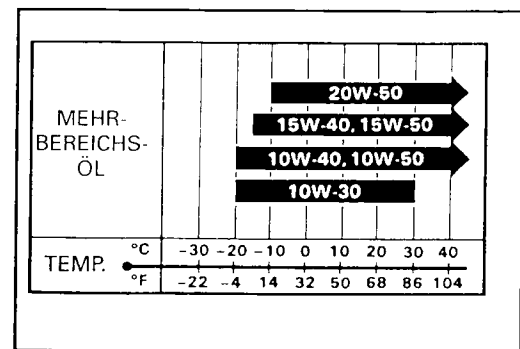 20W-50
15W-40, 15W-50
MEHR-
BEREICHS-
ÖL
10W-40, 10W-50
10W-30
TEMP.
°C -30 -20 -10 0 10 20 30 40
°F -22 -4 14 32 50 68 86 104